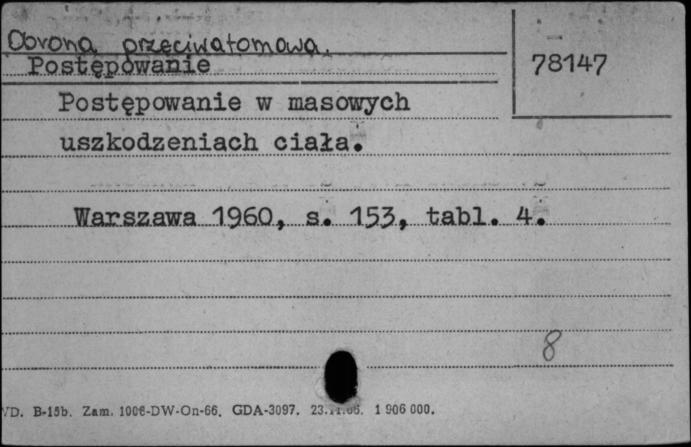 Obrona przeciwatomowa.
Postępowanie
78147
Postępowanie w masowych
uszkodzeniach ciała.
Warszawa 1960, s. 153, tabl. 4.
8
D. B-15b. Zam. 1006-DW-On-66. GDA-3097. 1 906 000.